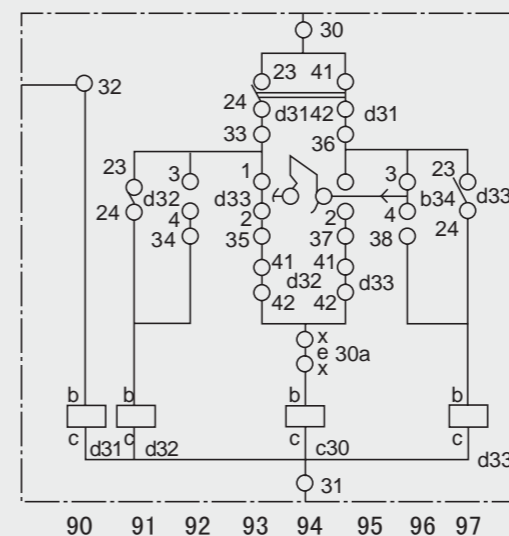 30
23 41
32
24 d31 42 d31
33 36
23 3 1 3 23
d32 d33 b34 d33
24 4 2 2 4 24
34 35 37 38
41 41
d32 d33
42 42
x
e 30a
x
b b b b
c c c c
d31 d32 c30 d33
31
90 91 92 93 94 95 96 97